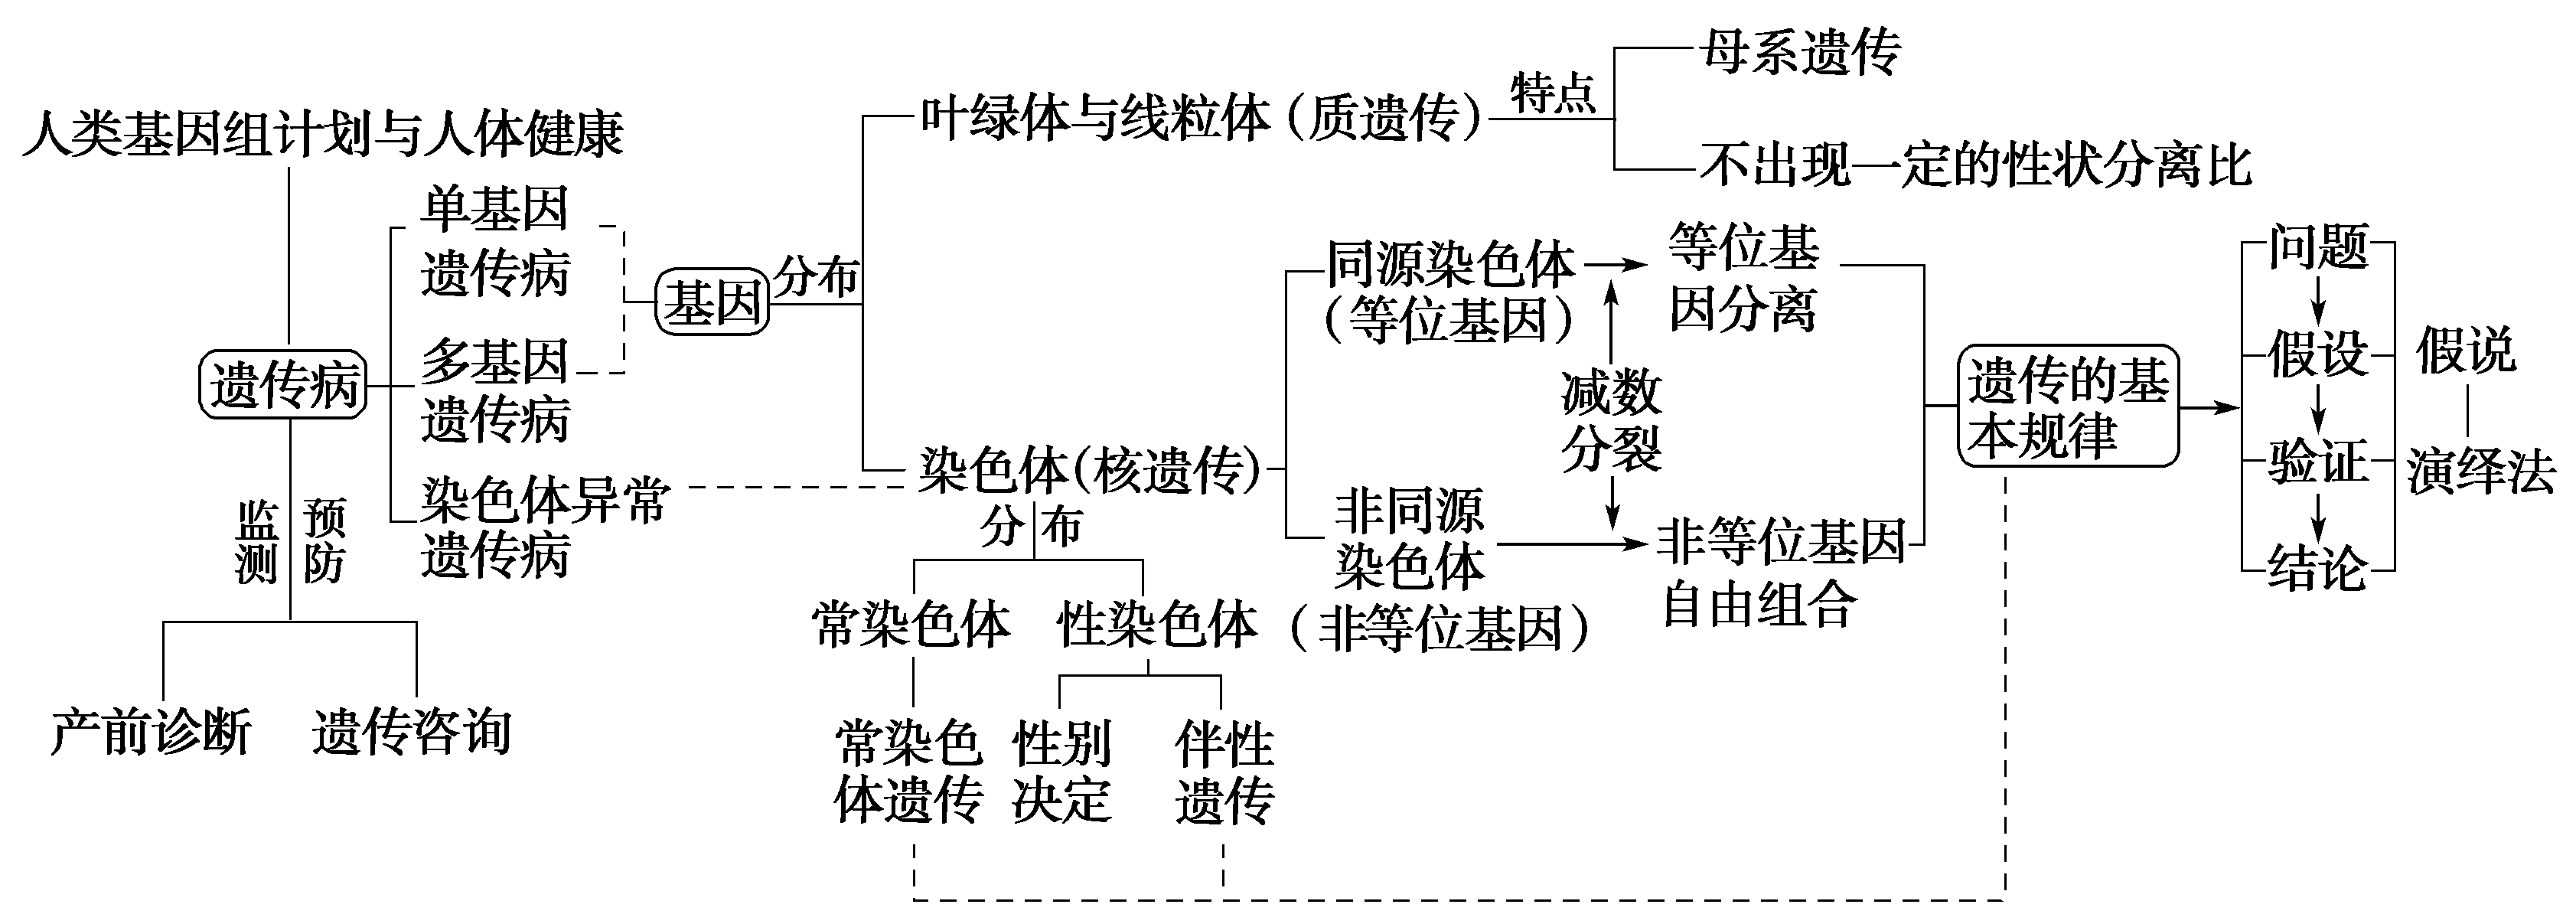 人类基因组计划与人体健康
遗传病
监测
预防
产前诊断
遗传咨询
单基因
遗传病
多基因
遗传病
染色体异常
遗传病
基因
分布
叶绿体与线粒体(质遗传)
特点
母系遗传
不出现一定的性状分离比
染色体(核遗传)
分布
常染色体
性染色体
常染色
体遗传
性别
决定
伴性
遗传
同源染色体
(等位基因)
减数
分裂
非同源
染色体
(非等位基因)
等位基
因分离
非等位基因
自由组合
遗传的基
本规律
问题
假设
验证
结论
假说
演绎法